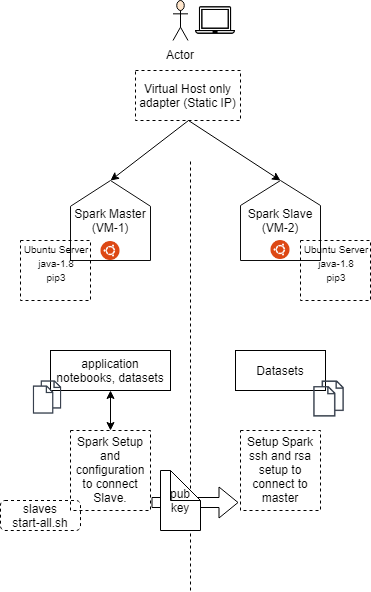 Actor
Virtual Host only
adapter (Static IP)
Spark Master
(VM-1)
Ubuntu Server
java-1.8
pip3
Spark Slave
(VM-2)
Ubuntu Server
java-1.8
pip3
application
notebooks, datasets
Datasets
Spark Setup
and
configuration
to connect
Slave.
Setup Spark
ssh and rsa
setup to
connect to
master
pub
key
slaves
start-all.sh